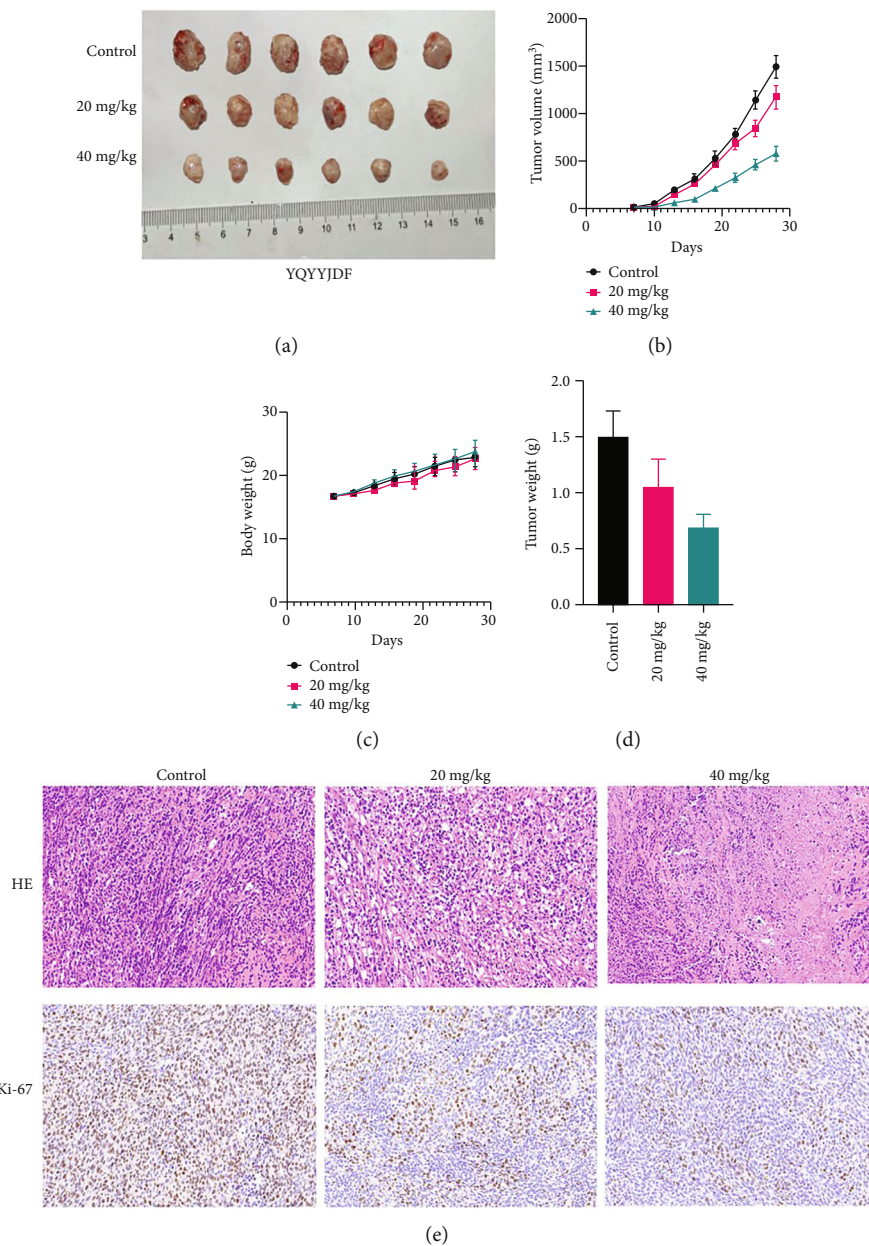 Control
20 mg/kg
40 mg/kg
3 4 5 6 7 8 9 10 11 12 13 14 15 16
YQYYJDF
(a)
Tumor volume (mm³)
2000
1500
1000
500
0
0 10 20 30
Days
Control
20 mg/kg
40 mg/kg
(b)
Body weight (g)
30
20
10
0
0 10 20 30
Days
Control
20 mg/kg
40 mg/kg
(c)
Tumor weight (g)
2.0
1.5
1.0
0.5
0.0
Control
20 mg/kg
40 mg/kg
(d)
Control 20 mg/kg 40 mg/kg
HE
Ki-67
(e)